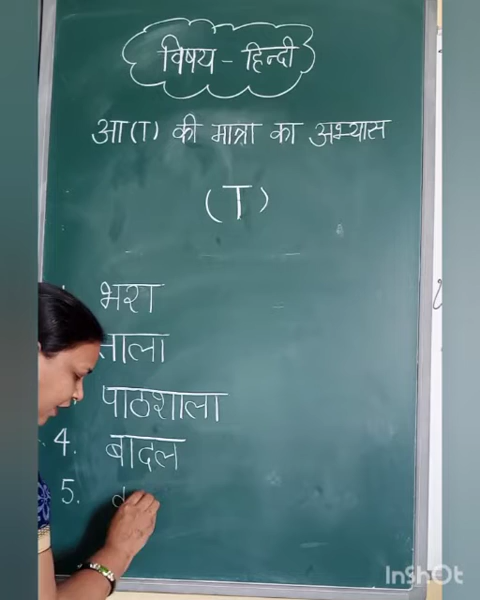 विषय - हिन्दी
आ (ा) की मात्रा का अभ्यास
(ा)
भरा
ताला
पाठशाला
4. बादल
5.
InShOt